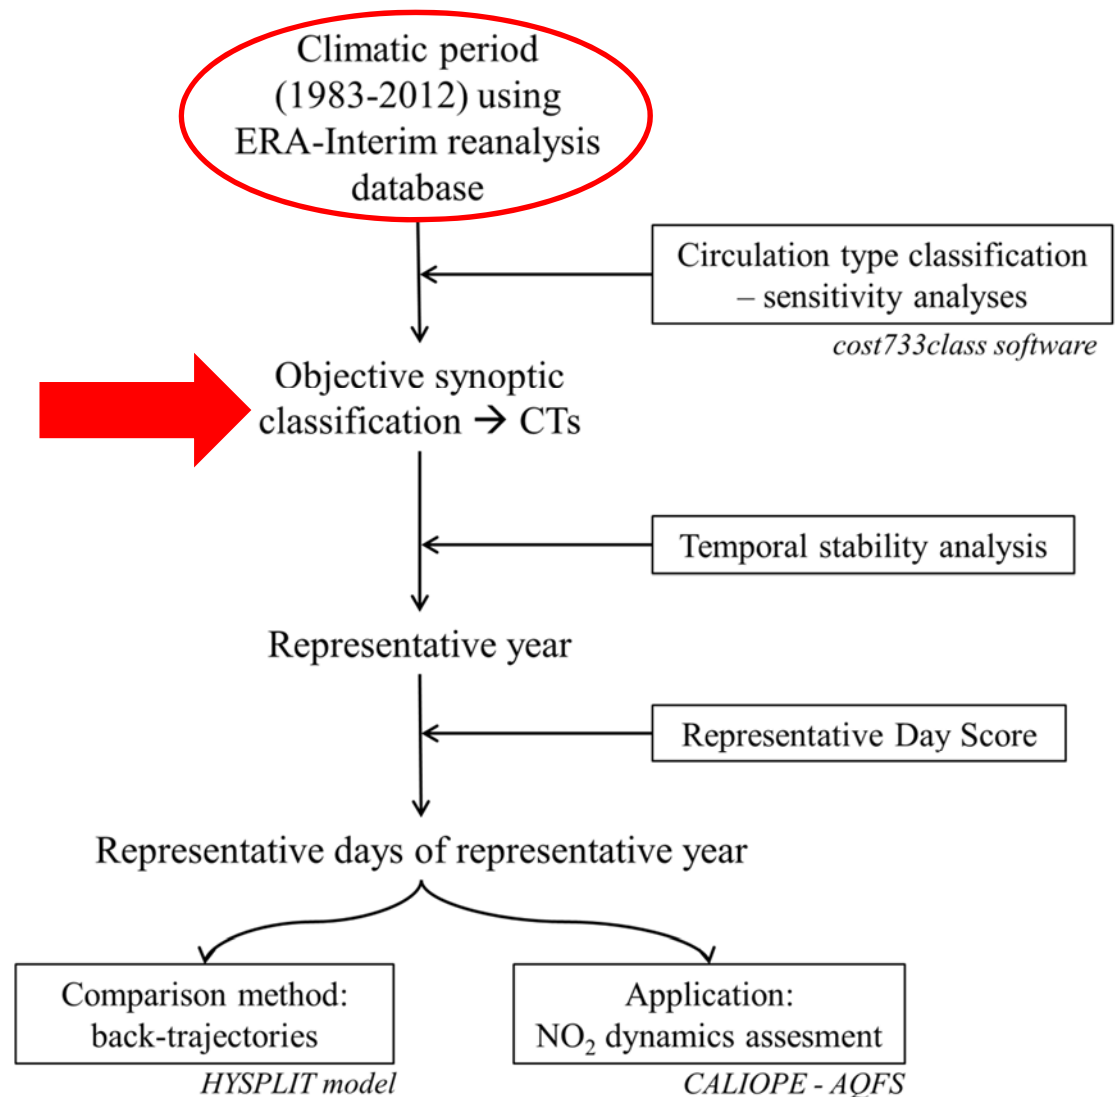 Climatic period
(1983-2012) using
ERA-Interim reanalysis
database
Circulation type classification
– sensitivity analyses
cost733class software
Objective synoptic
classification → CTs
Temporal stability analysis
Representative year
Representative Day Score
Representative days of representative year
Comparison method:
back-trajectories
HYSPLIT model
Application:
NO₂ dynamics assesment
CALIOPE - AQFS